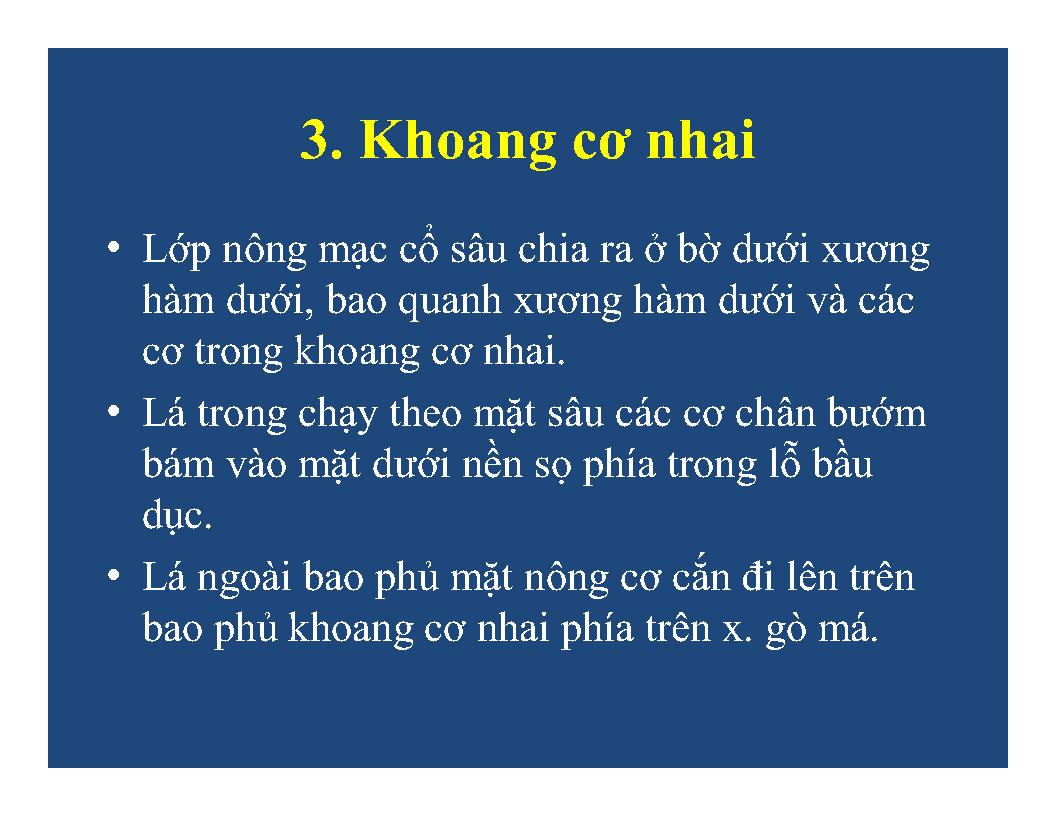 3. Khoang cơ nhai
• Lớp nông mạc cổ sâu chia ra ở bờ dưới xương
hàm dưới, bao quanh xương hàm dưới và các
cơ trong khoang cơ nhai.
• Lá trong chạy theo mặt sâu các cơ chân bướm
bám vào mặt dưới nền sọ phía trong lỗ bầu
dục.
• Lá ngoài bao phủ mặt nông cơ cắn đi lên trên
bao phủ khoang cơ nhai phía trên x. gò má.